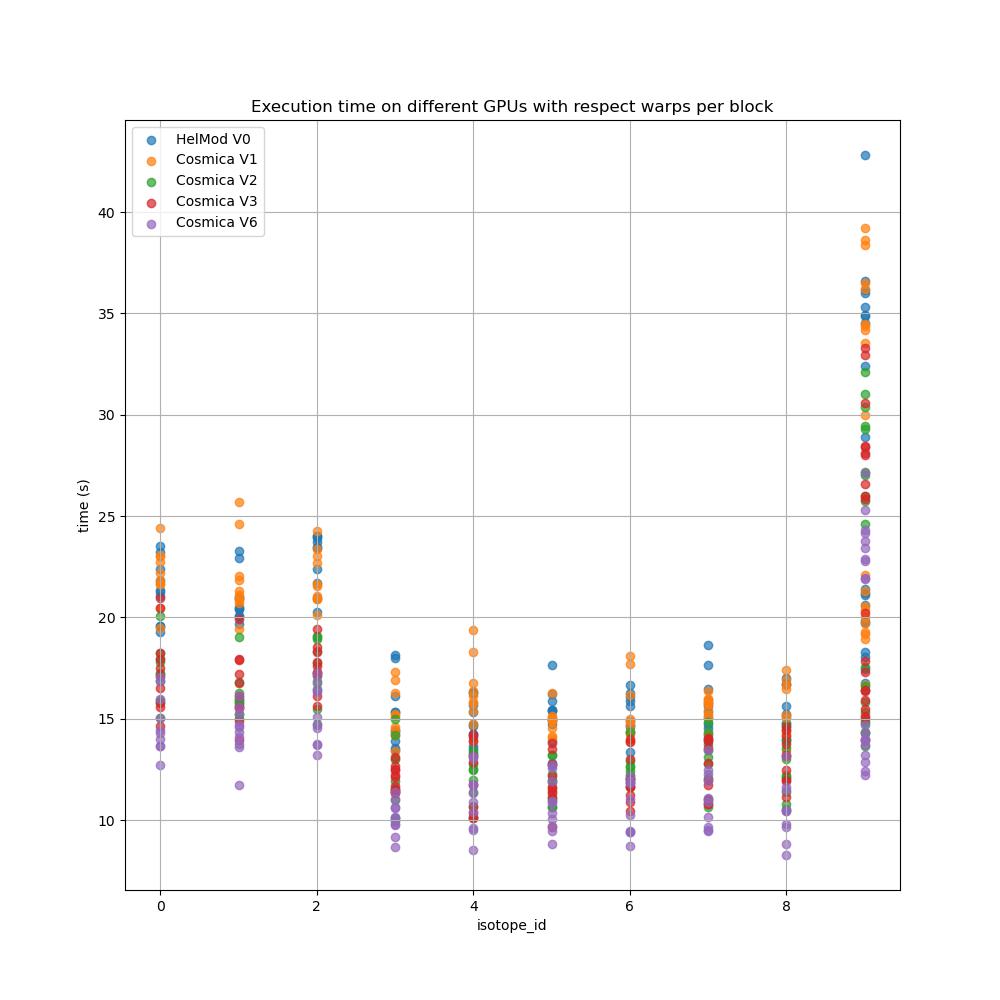 Execution time on different GPUs with respect warps per block
HelMod V0
Cosmica V1
Cosmica V2
Cosmica V3
Cosmica V6
40
35
30
25
20
15
10
time (s)
0 2 4 6 8
isotope_id